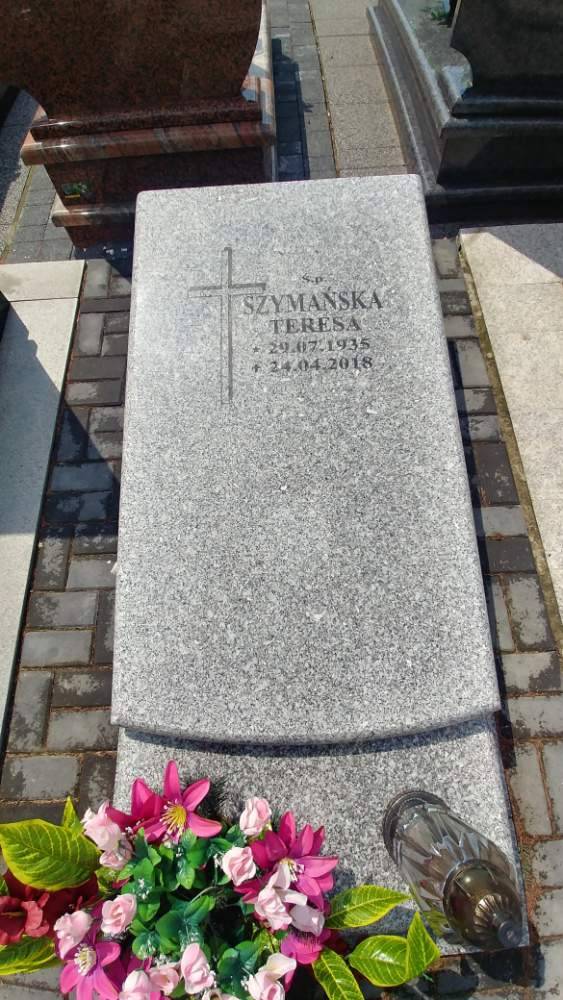 Ś.p.
SZYMAŃSKA
TERESA
* 29.07.1935
✝ 24.04.2018